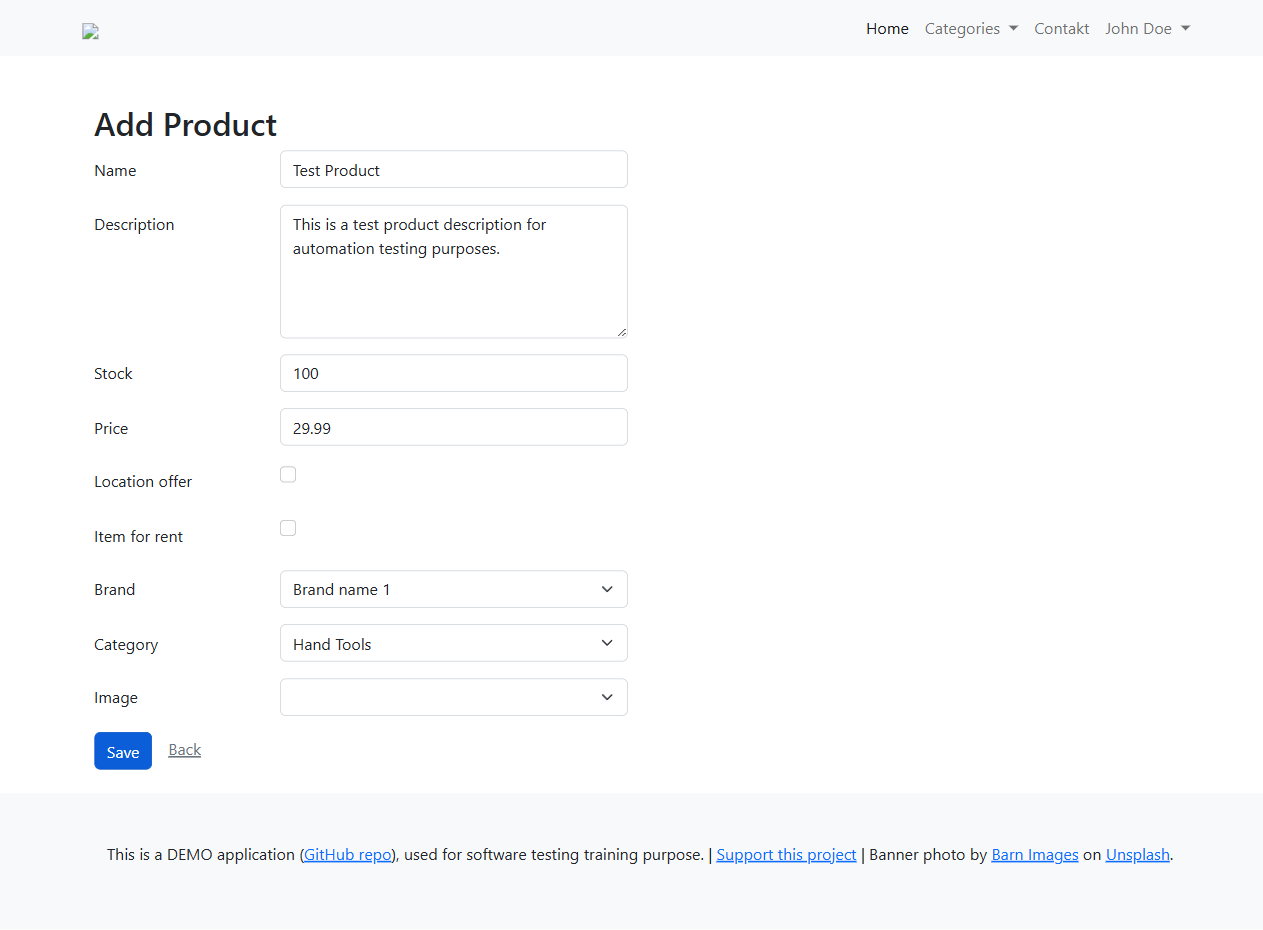 Home Categories Contakt John Doe
Add Product
Name Test Product
Description This is a test product description for
automation testing purposes.
Stock 100
Price 29.99
Location offer
Item for rent
Brand Brand name 1
Category Hand Tools
Image
Save Back
This is a DEMO application (GitHub repo), used for software testing training purpose. | Support this project | Banner photo by Barn Images on Unsplash.